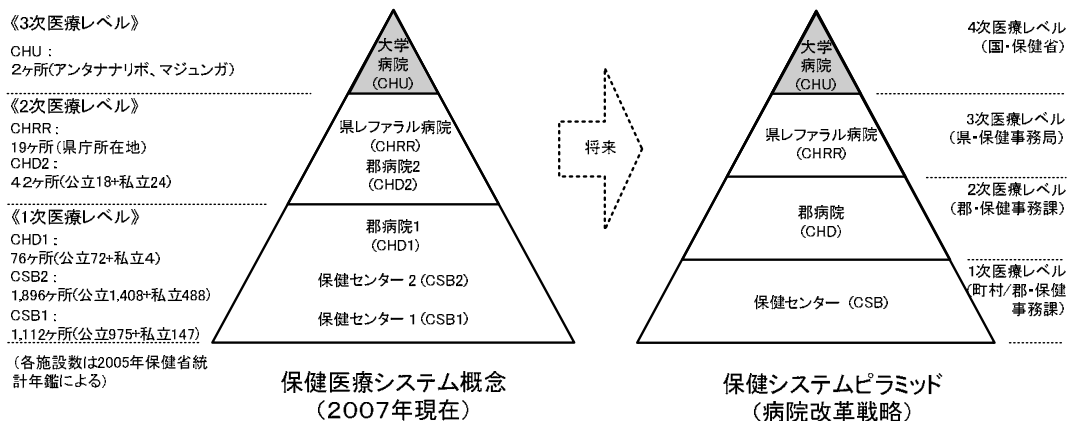 《3次医療レベル》
CHU：
2ヶ所(アンタナナリボ、マジュンガ)
《2次医療レベル》
CHRR：
19ヶ所(県庁所在地)
CHD2：
42ヶ所(公立18+私立24)
《1次医療レベル》
CHD1：
76ヶ所(公立72+私立4)
CSB2：
1,896ヶ所(公立1,408+私立488)
CSB1：
1,112ヶ所(公立975+私立147)
(各施設数は2005年保健省統
計年鑑による)
大学
病院
(CHU)
県レファラル病院
(CHRR)
郡病院2
(CHD2)
郡病院1
(CHD1)
保健センター 2 (CSB2)
保健センター 1 (CSB1)
保健医療システム概念
(2007年現在)
将来
大学
病院
(CHU)
県レファラル病院
(CHRR)
郡病院
(CHD)
保健センター (CSB)
4次医療レベル
(国・保健省)
3次医療レベル
(県・保健事務局)
2次医療レベル
(郡・保健事務課)
1次医療レベル
(町村/郡・保健
事務課)
保健システムピラミッド
(病院改革戦略)